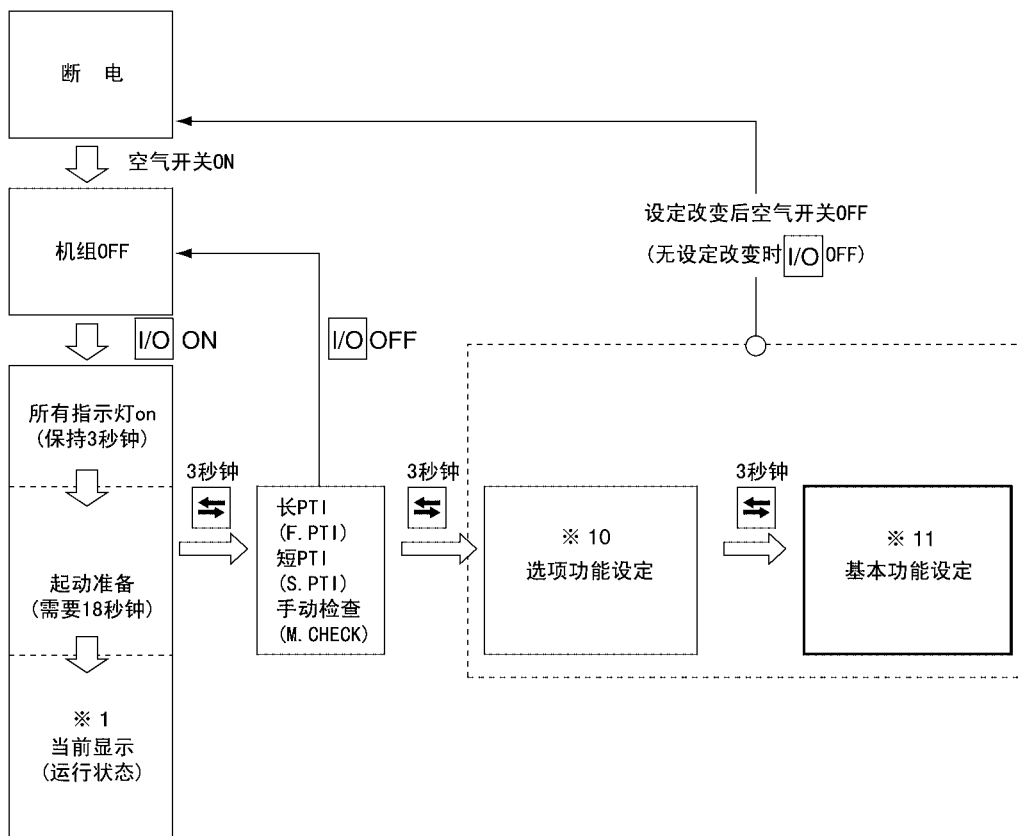 断 电
空气开关ON
机组OFF
设定改变后空气开关OFF
(无设定改变时 I/O OFF)
I/O ON
I/O OFF
所有指示灯on
(保持3秒钟)
3秒钟
3秒钟
3秒钟
起动准备
(需要18秒钟)
长PTI
(F.PTI)
短PTI
(S.PTI)
手动检查
(M.CHECK)
※ 10
选项功能设定
※ 11
基本功能设定
※ 1
当前显示
(运行状态)